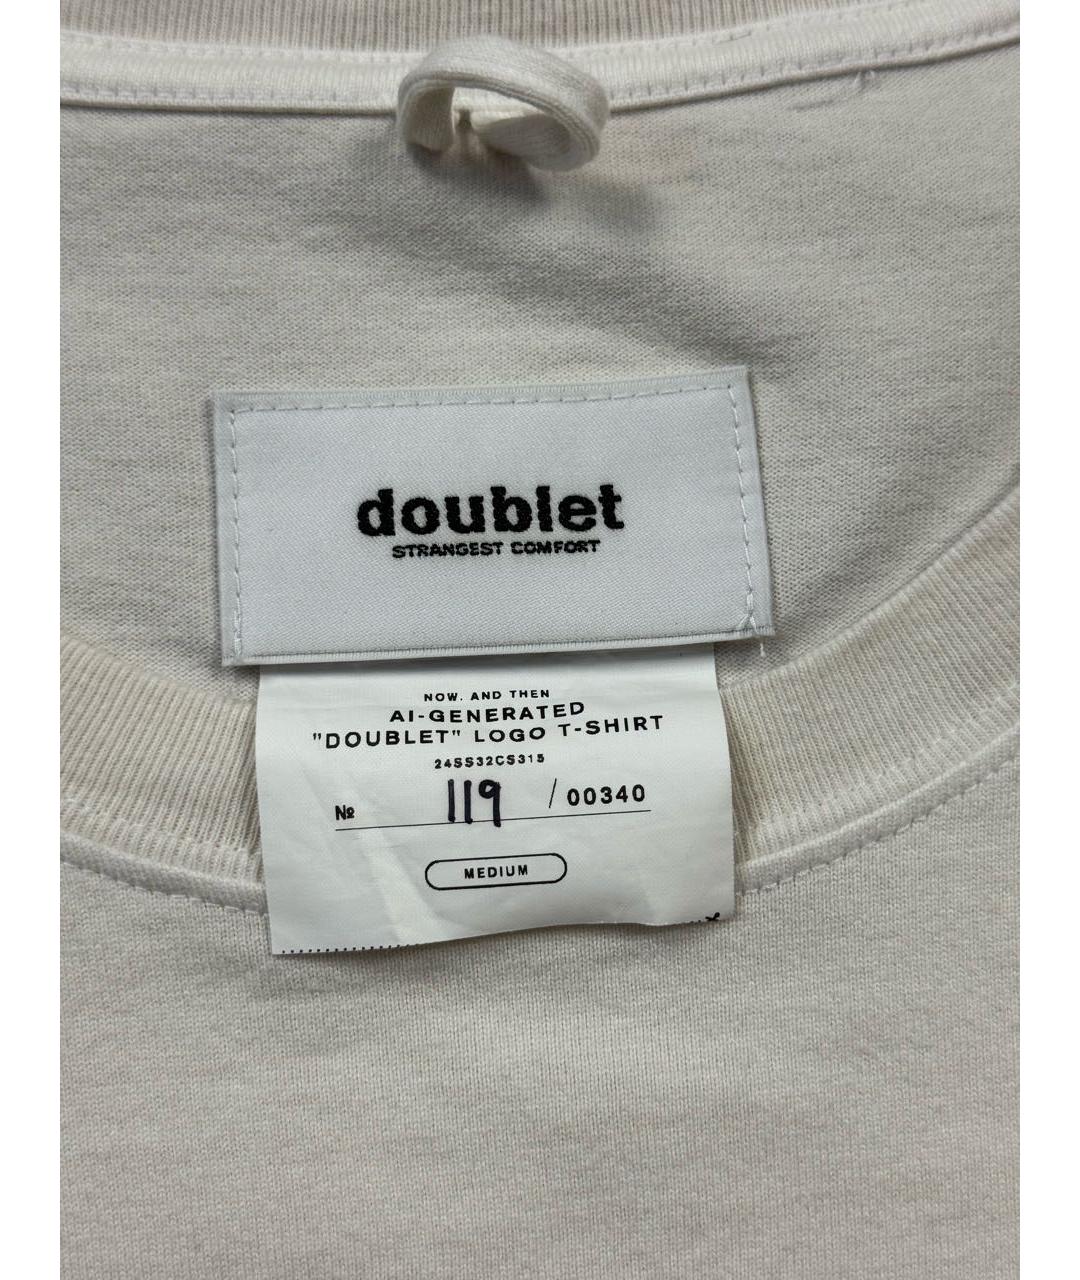 doublet
STRANGEST COMFORT
NOW, AND THEN
AI-GENERATED
"DOUBLET" LOGO T-SHIRT
24SS32CS315
№ 119 / 00340
MEDIUM